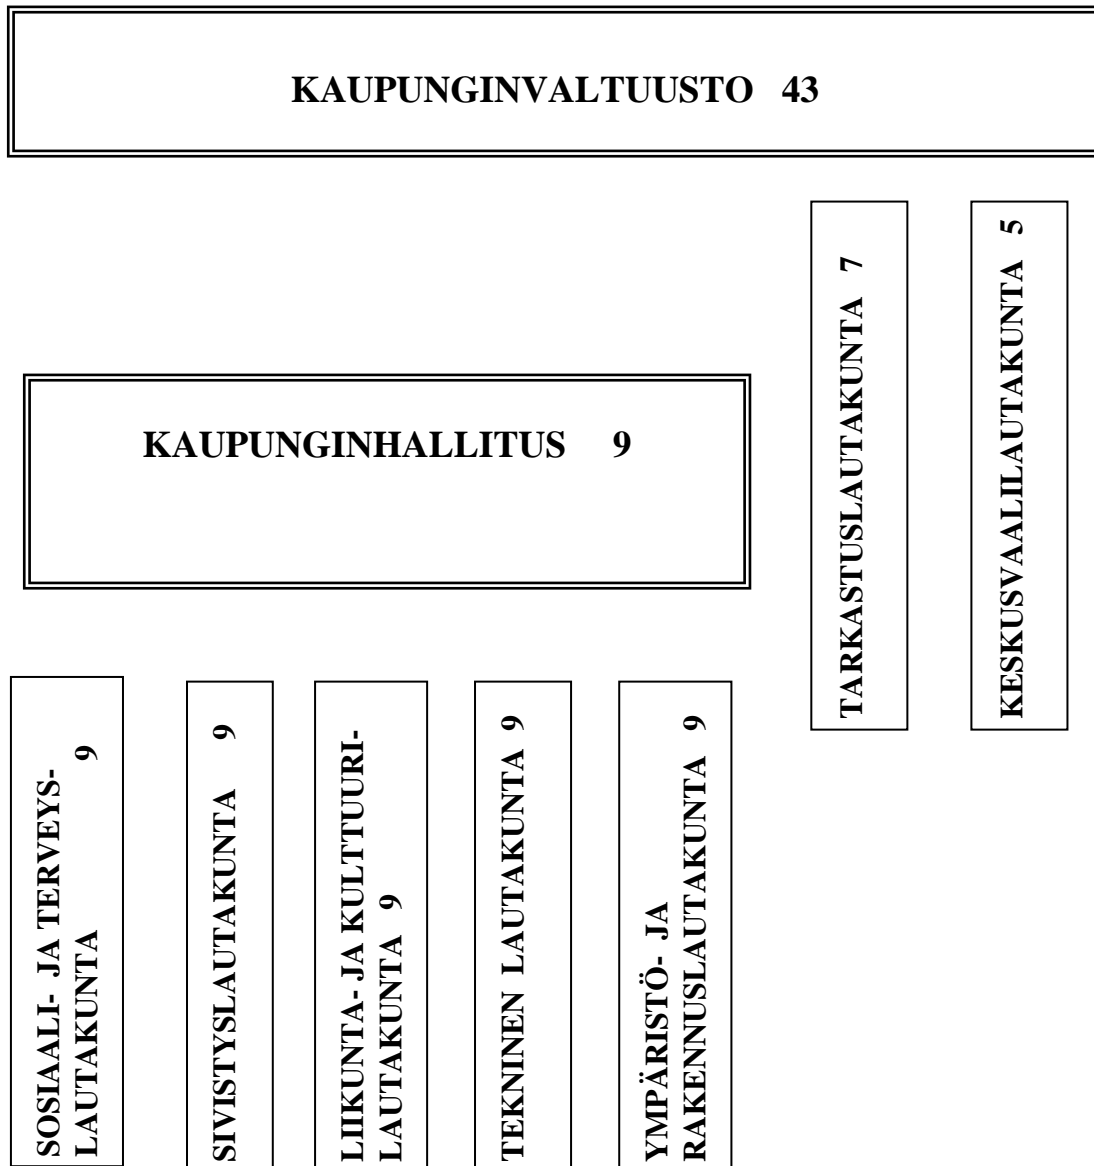 KAUPUNGINVALTUUSTO 43
TARKASTUSLAUTAKUNTA 7
KESKUSVAALILAUTAKUNTA 5
KAUPUNGINHALLITUS 9
SOSIAALI- JA TERVEYS-
LAUTAKUNTA 9
SIVISTYSLAUTAKUNTA 9
LIIKUNTA- JA KULTTUURI-
LAUTAKUNTA 9
TEKNINEN LAUTAKUNTA 9
YMPÄRISTÖ- JA
RAKENNUSLAUTAKUNTA 9